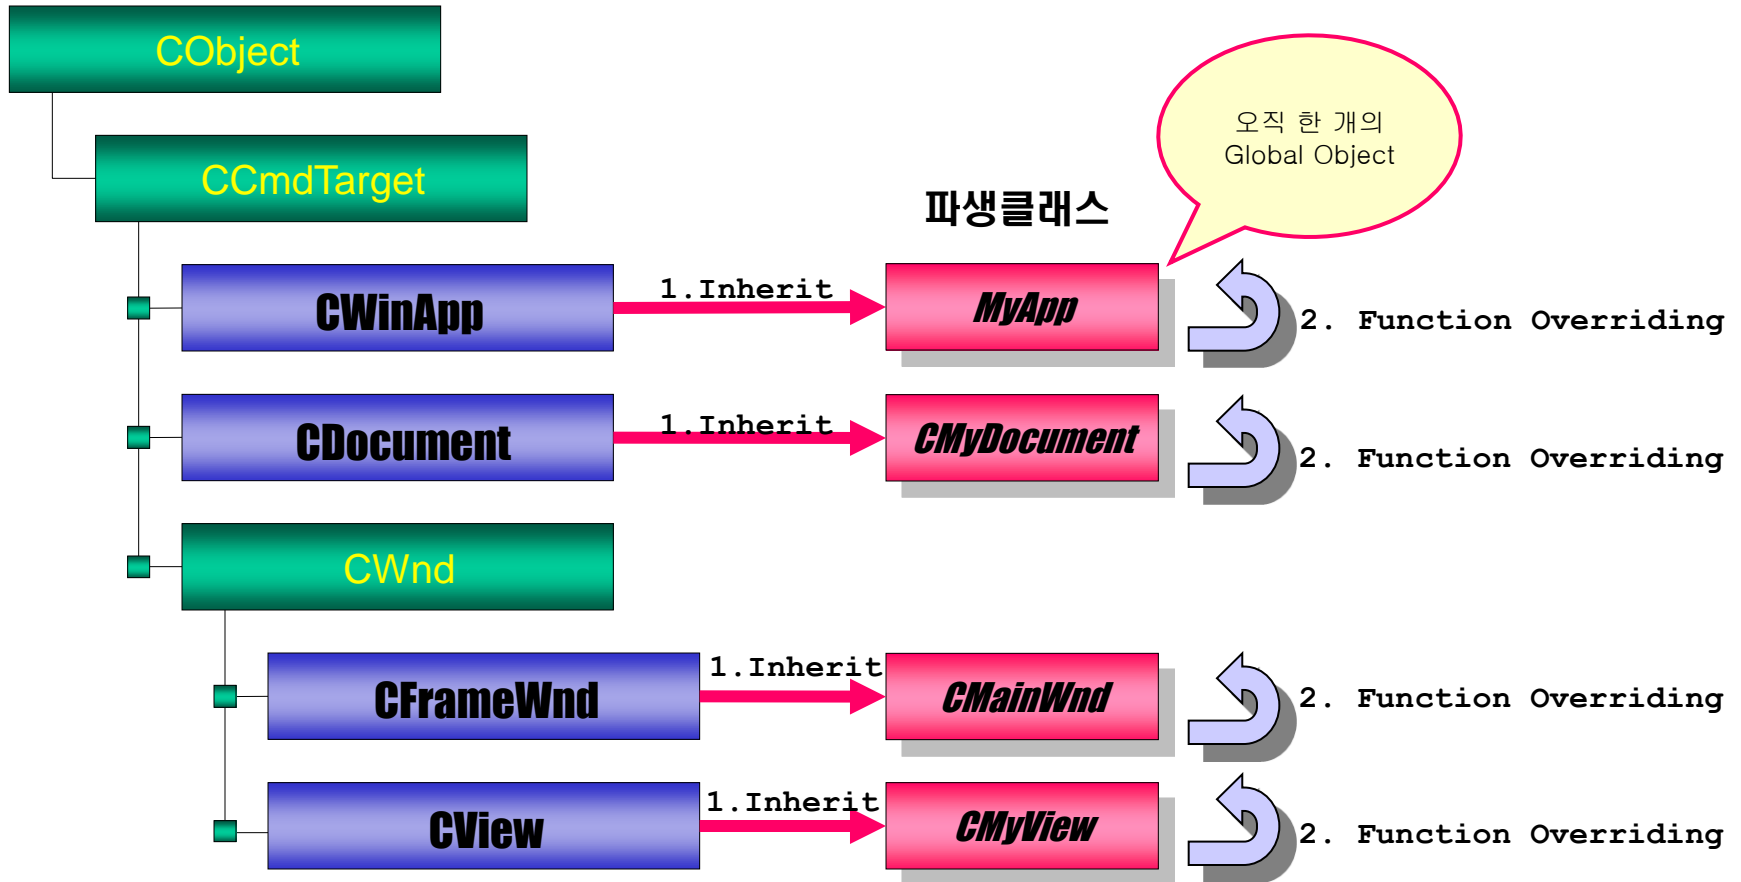 CObject
오직 한 개의
Global Object
CCmdTarget
파생클래스
CWinApp
1.Inherit
MyApp
2. Function Overriding
CDocument
1.Inherit
CMyDocument
2. Function Overriding
CWnd
CFrameWnd
1.Inherit
CMainWnd
2. Function Overriding
CView
1.Inherit
CMyView
2. Function Overriding